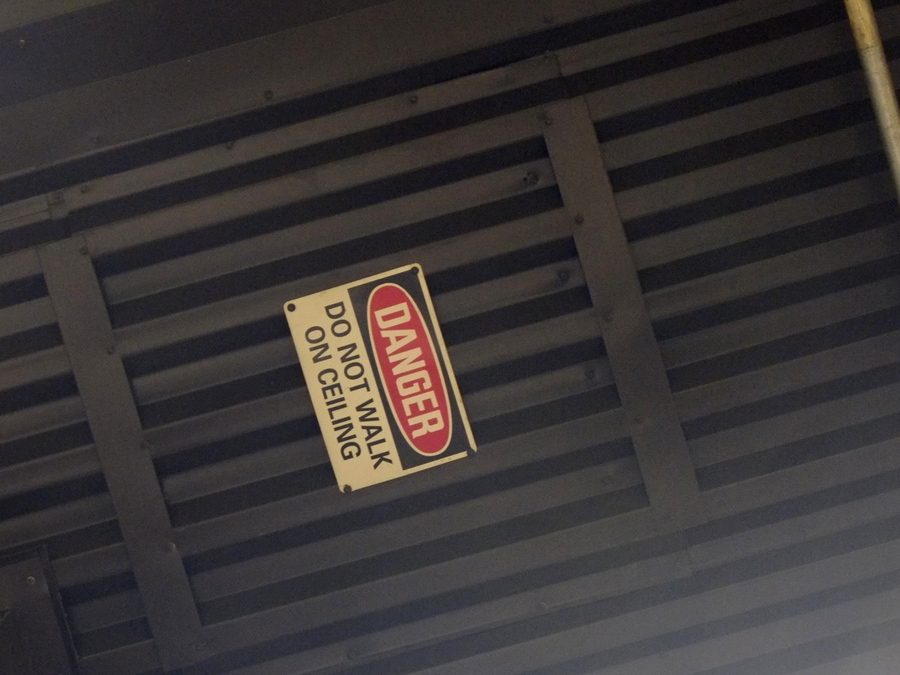 DANGER
DO NOT WALK
ON CEILING